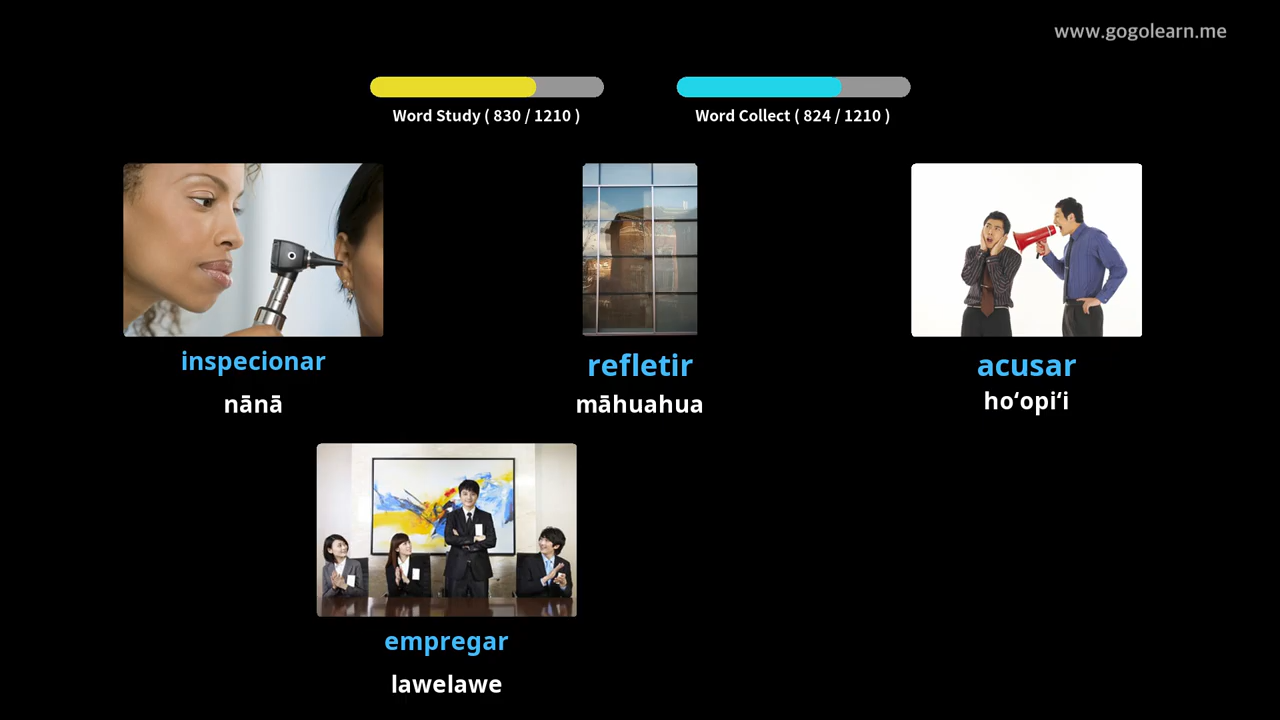 www.gogolearn.me
Word Study ( 830 / 1210 )
Word Collect ( 824 / 1210 )
inspecionar
nānā
refletir
māhuahua
acusar
hoʻopiʻi
empregar
lawelawe